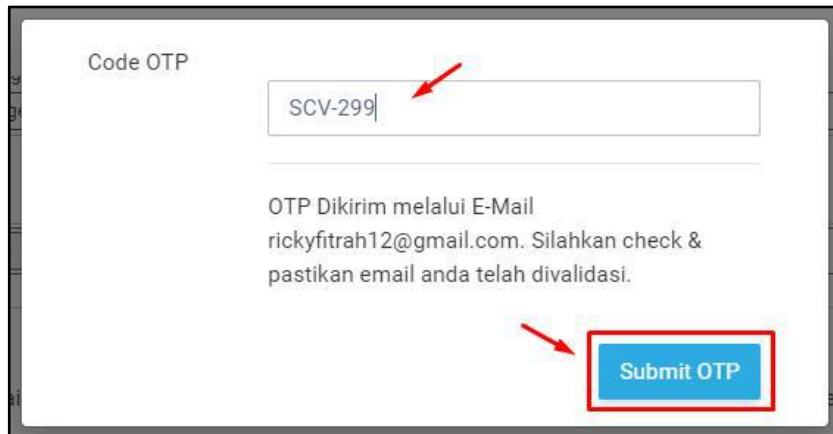 Code OTP
SCV-299
OTP Dikirim melalui E-Mail
rickyfitrah12@gmail.com. Silahkan check &
pastikan email anda telah divalidasi.
Submit OTP